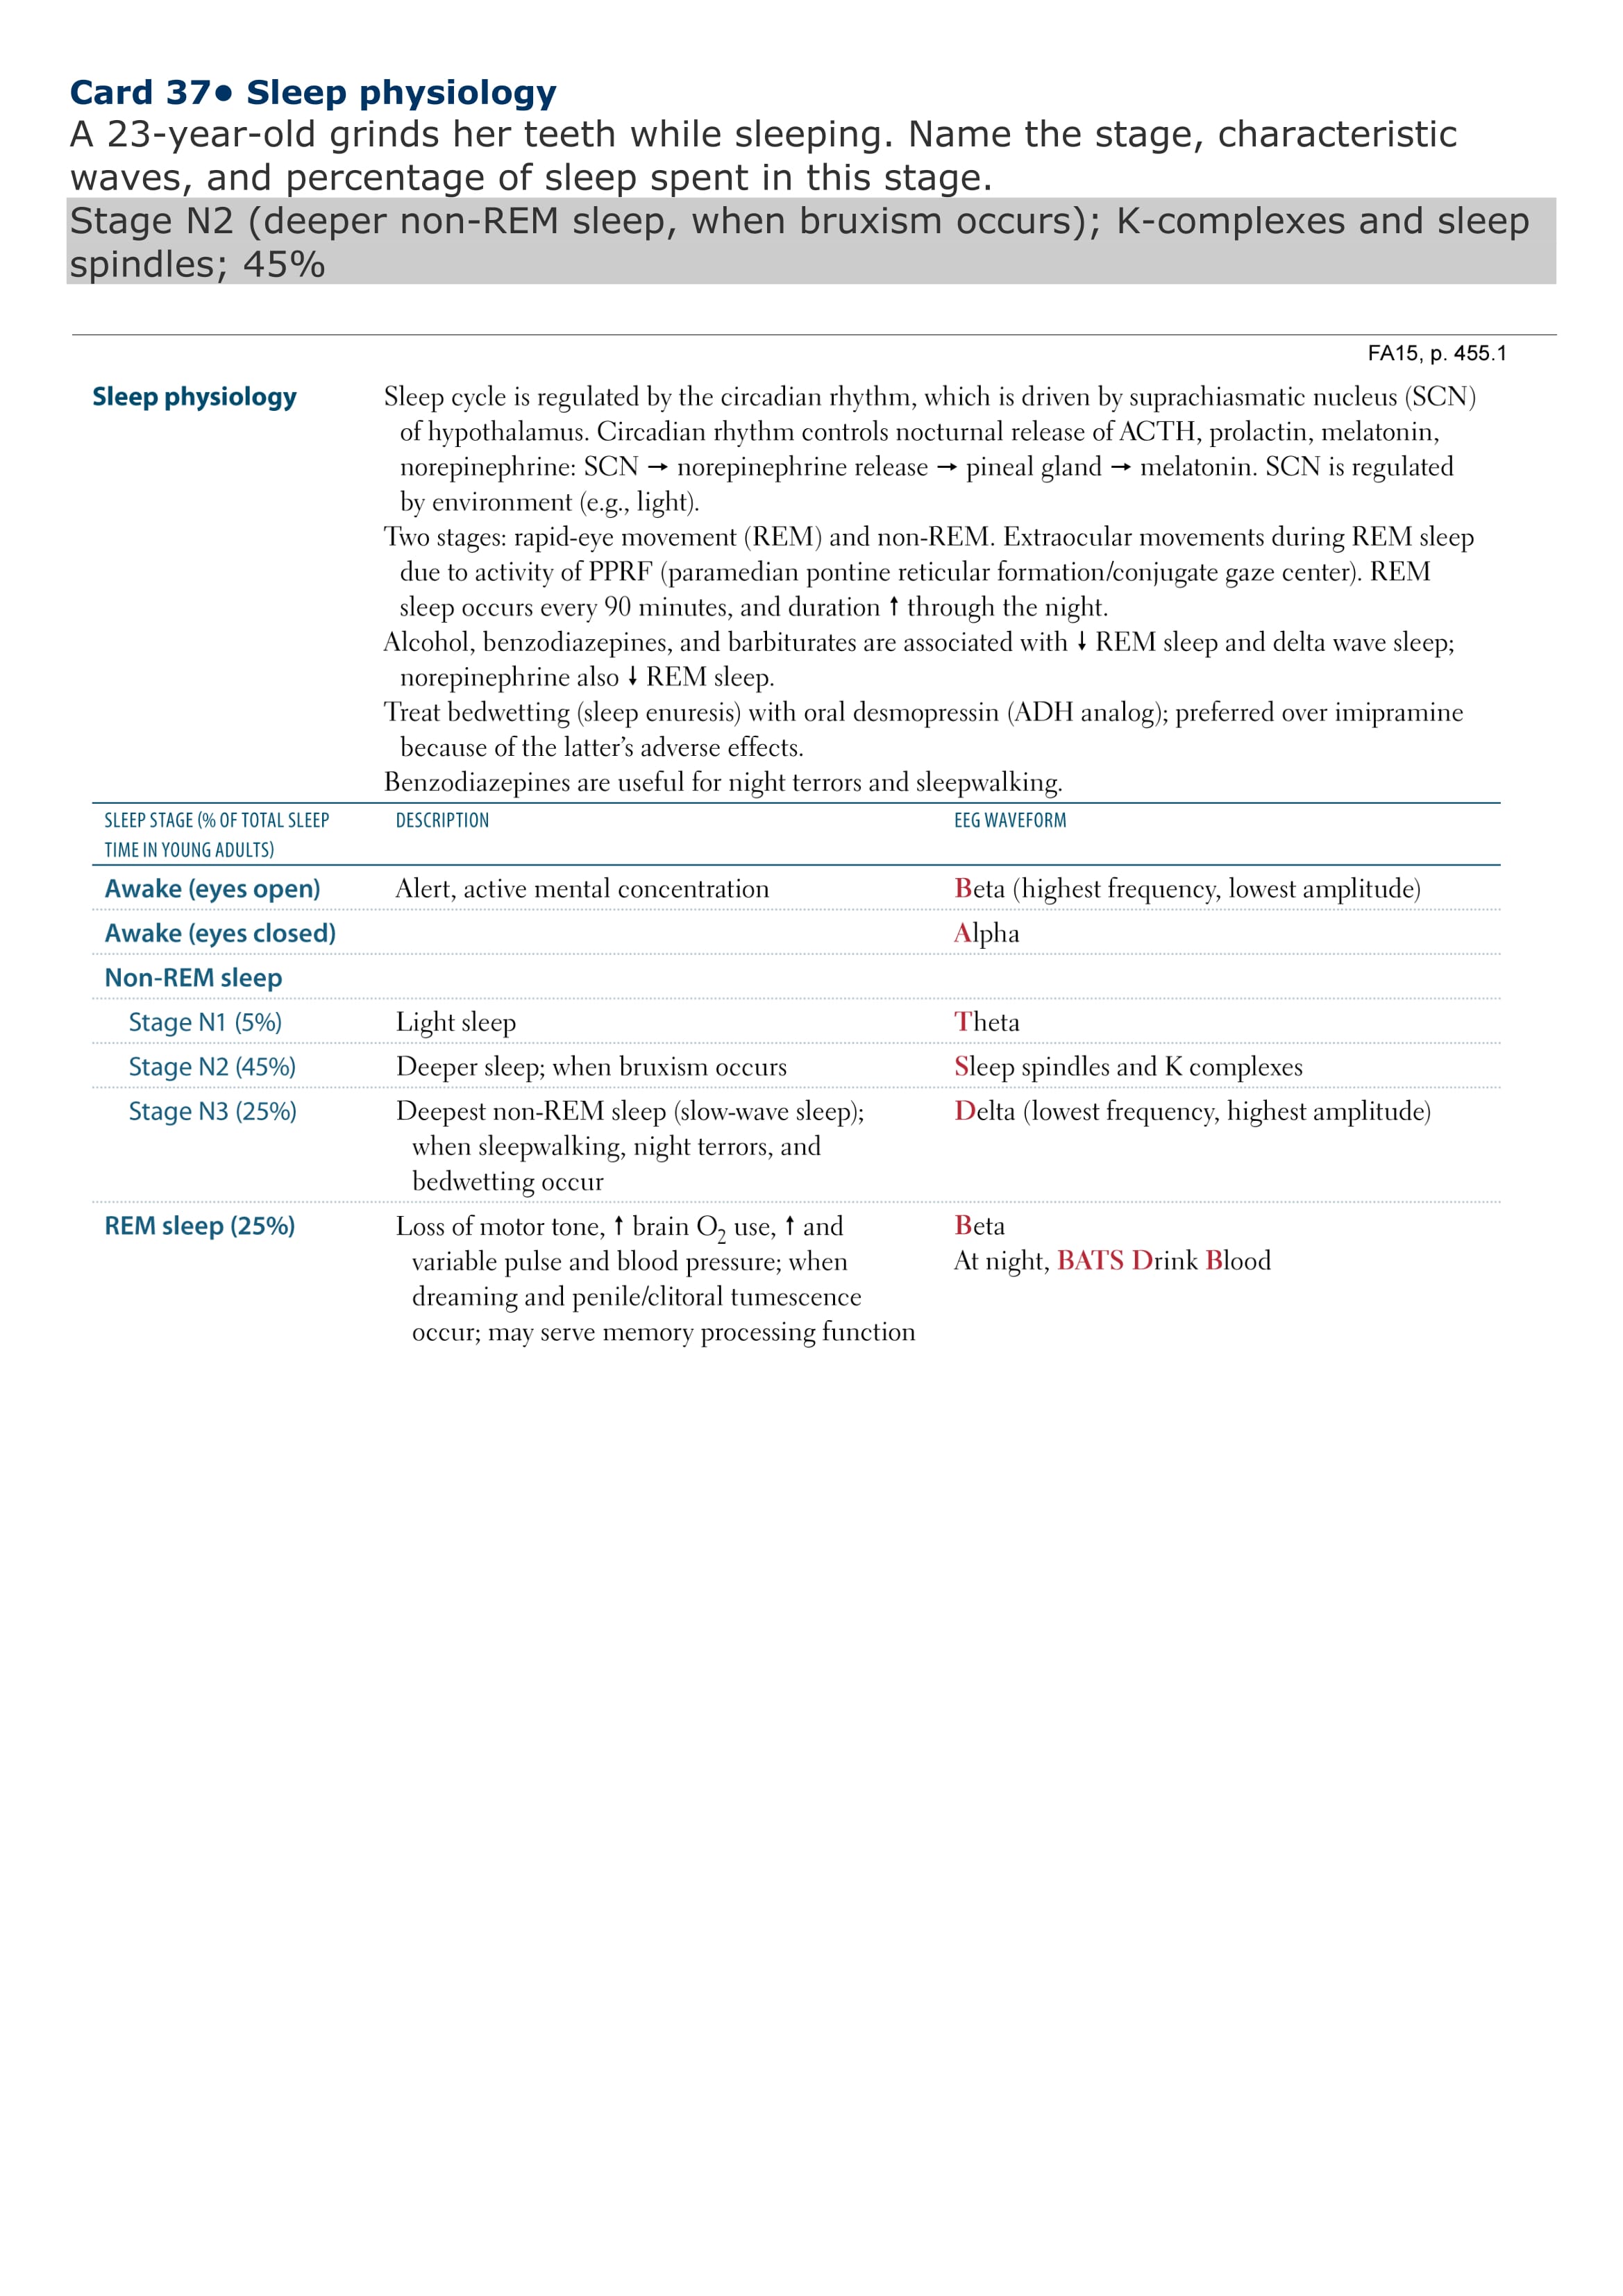 Card 37● Sleep physiology
A 23-year-old grinds her teeth while sleeping. Name the stage, characteristic
waves, and percentage of sleep spent in this stage.
Stage N2 (deeper non-REM sleep, when bruxism occurs); K-complexes and sleep
spindles; 45%
FA15, p. 455.1
Sleep physiology
Sleep cycle is regulated by the circadian rhythm, which is driven by suprachiasmatic nucleus (SCN)
of hypothalamus. Circadian rhythm controls nocturnal release of ACTH, prolactin, melatonin,
norepinephrine: SCN → norepinephrine release → pineal gland → melatonin. SCN is regulated
by environment (e.g., light).
Two stages: rapid-eye movement (REM) and non-REM. Extraocular movements during REM sleep
due to activity of PPRF (paramedian pontine reticular formation/conjugate gaze center). REM
sleep occurs every 90 minutes, and duration ↑ through the night.
Alcohol, benzodiazepines, and barbiturates are associated with ↓ REM sleep and delta wave sleep;
norepinephrine also ↓ REM sleep.
Treat bedwetting (sleep enuresis) with oral desmopressin (ADH analog); preferred over imipramine
because of the latter's adverse effects.
Benzodiazepines are useful for night terrors and sleepwalking.
SLEEP STAGE (% OF TOTAL SLEEP
TIME IN YOUNG ADULTS)
DESCRIPTION
EEG WAVEFORM
Awake (eyes open)
Alert, active mental concentration
Beta (highest frequency, lowest amplitude)
Awake (eyes closed)
Alpha
Non-REM sleep
Stage N1 (5%)
Light sleep
Theta
Stage N2 (45%)
Deeper sleep; when bruxism occurs
Sleep spindles and K complexes
Stage N3 (25%)
Deepest non-REM sleep (slow-wave sleep);
when sleepwalking, night terrors, and
bedwetting occur
Delta (lowest frequency, highest amplitude)
REM sleep (25%)
Loss of motor tone, ↑ brain O₂ use, ↑ and
variable pulse and blood pressure; when
dreaming and penile/clitoral tumescence
occur; may serve memory processing function
Beta
At night, BATS Drink Blood